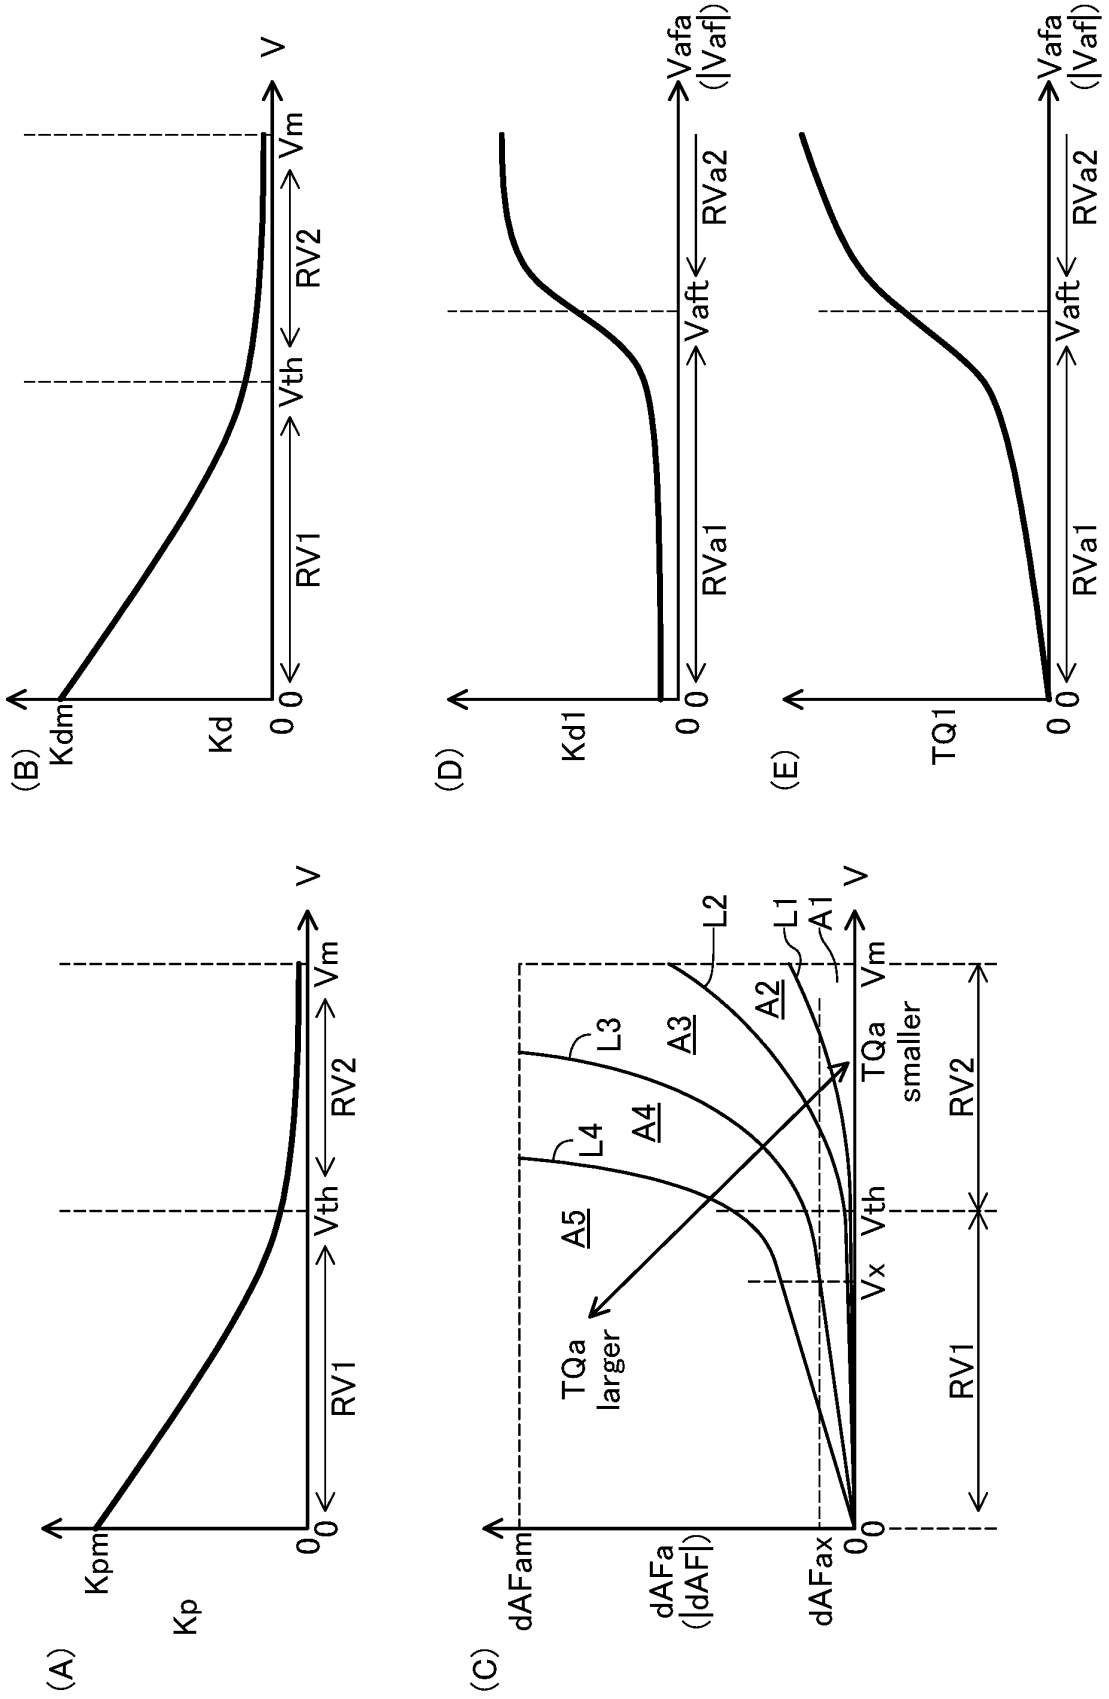 (A)
Kpm
Kp
0
0
RV1
Vth
RV2
Vm
V
(B)
Kdm
Kd
0
0
RV1
Vth
RV2
Vm
V
(C)
dAFam
dAFa
(|dAF|)
dAFax
0
0
TQa
larger
A5
L4
A4
L3
A3
L2
A2
L1
A1
Vx
Vth
TQa
smaller
Vm
V
RV1
RV2
(D)
Kd1
0
0
RVa1
Vaft
RVa2
Vafa
(|Vaf|)
(E)
TQ1
0
0
RVa1
Vaft
RVa2
Vafa
(|Vaf|)